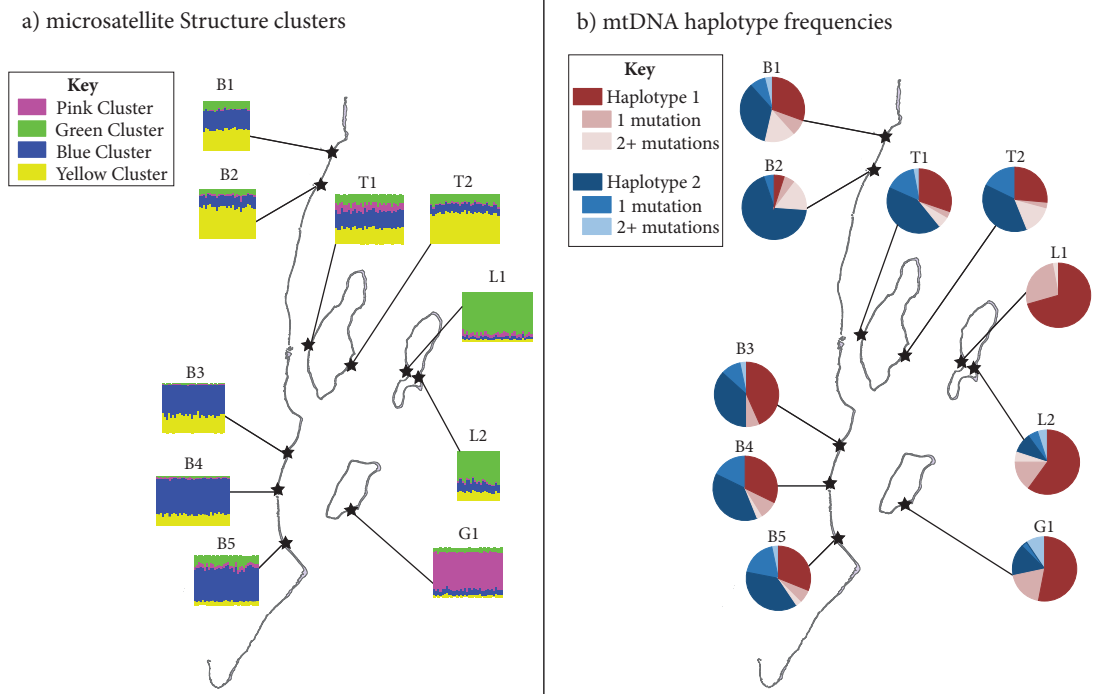 a) microsatellite Structure clusters
Key
Pink Cluster
Green Cluster
Blue Cluster
Yellow Cluster
B1
B2
T1
T2
L1
B3
L2
B4
B5
G1
b) mtDNA haplotype frequencies
Key
Haplotype 1
1 mutation
2+ mutations
Haplotype 2
1 mutation
2+ mutations
B1
B2
T1
T2
L1
B3
L2
B4
B5
G1